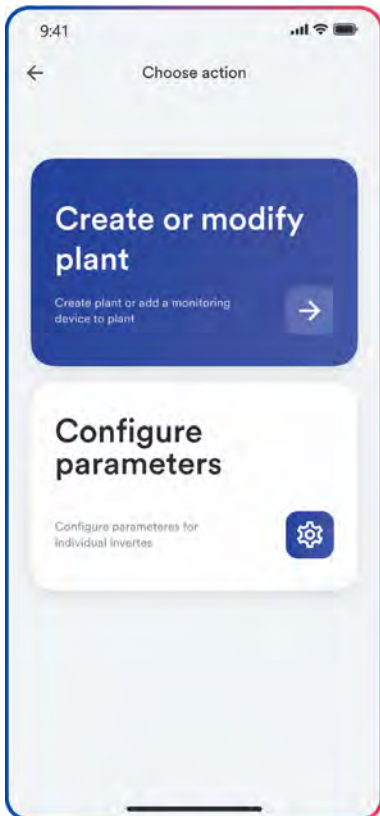 9:41
Choose action
Create or modify
plant
Create plant or add a monitoring
device to plant
Configure
parameters
Configure parameteres for
individual invertes